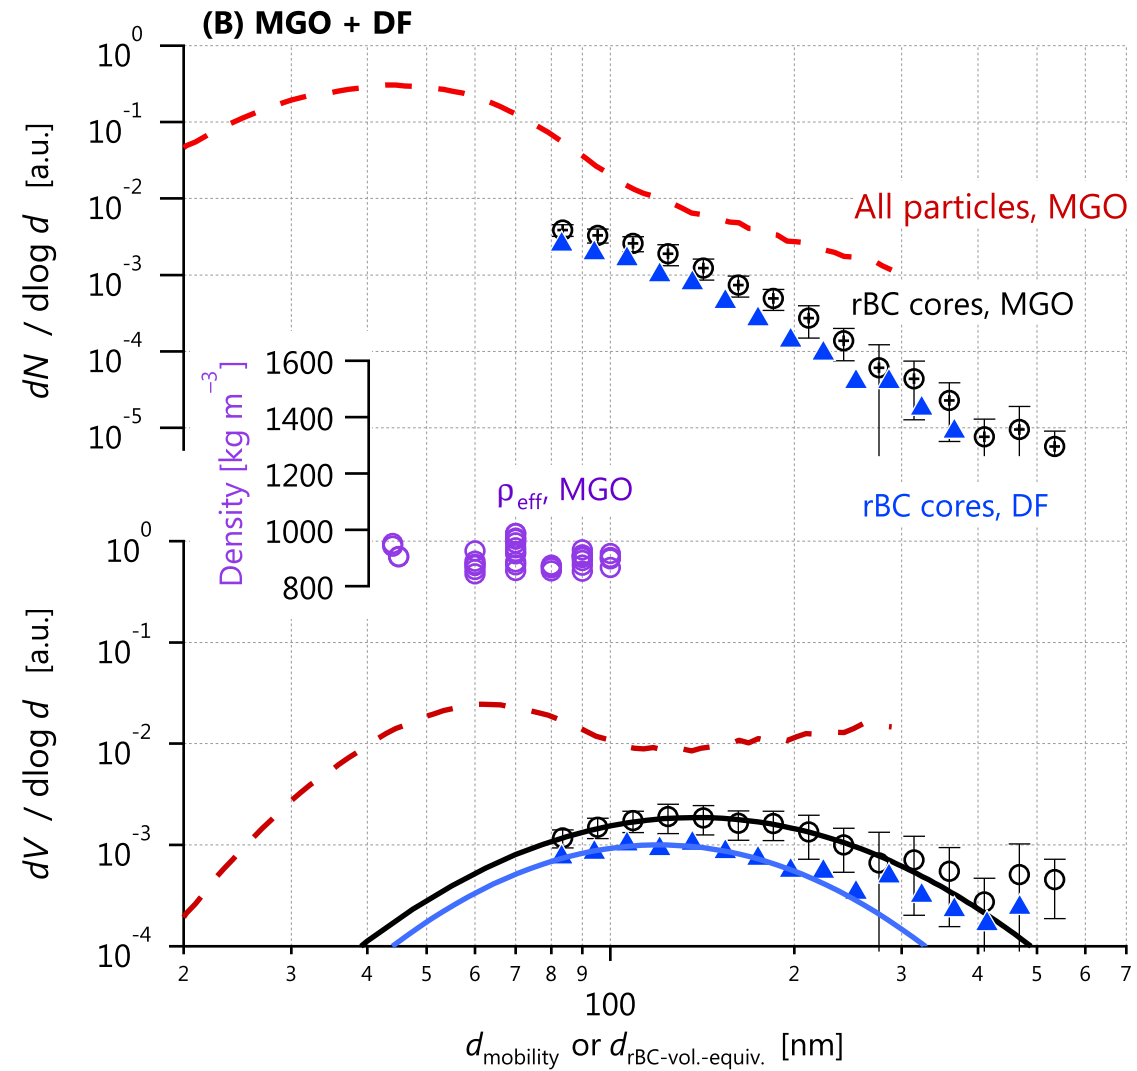 (B) MGO + DF
10^0
10^-1
10^-2
10^-3
10^-4
10^-5
dN / dlog d [a.u.]
All particles, MGO
rBC cores, MGO
rBC cores, DF
1600
1400
1200
1000
800
Density [kg m^-3]
ρeff, MGO
10^0
10^-1
10^-2
10^-3
10^-4
dV / dlog d [a.u.]
2 3 4 5 6 7 8 9 2 3 4 5 6 7
100
dmobility or drBC-vol.-equiv. [nm]